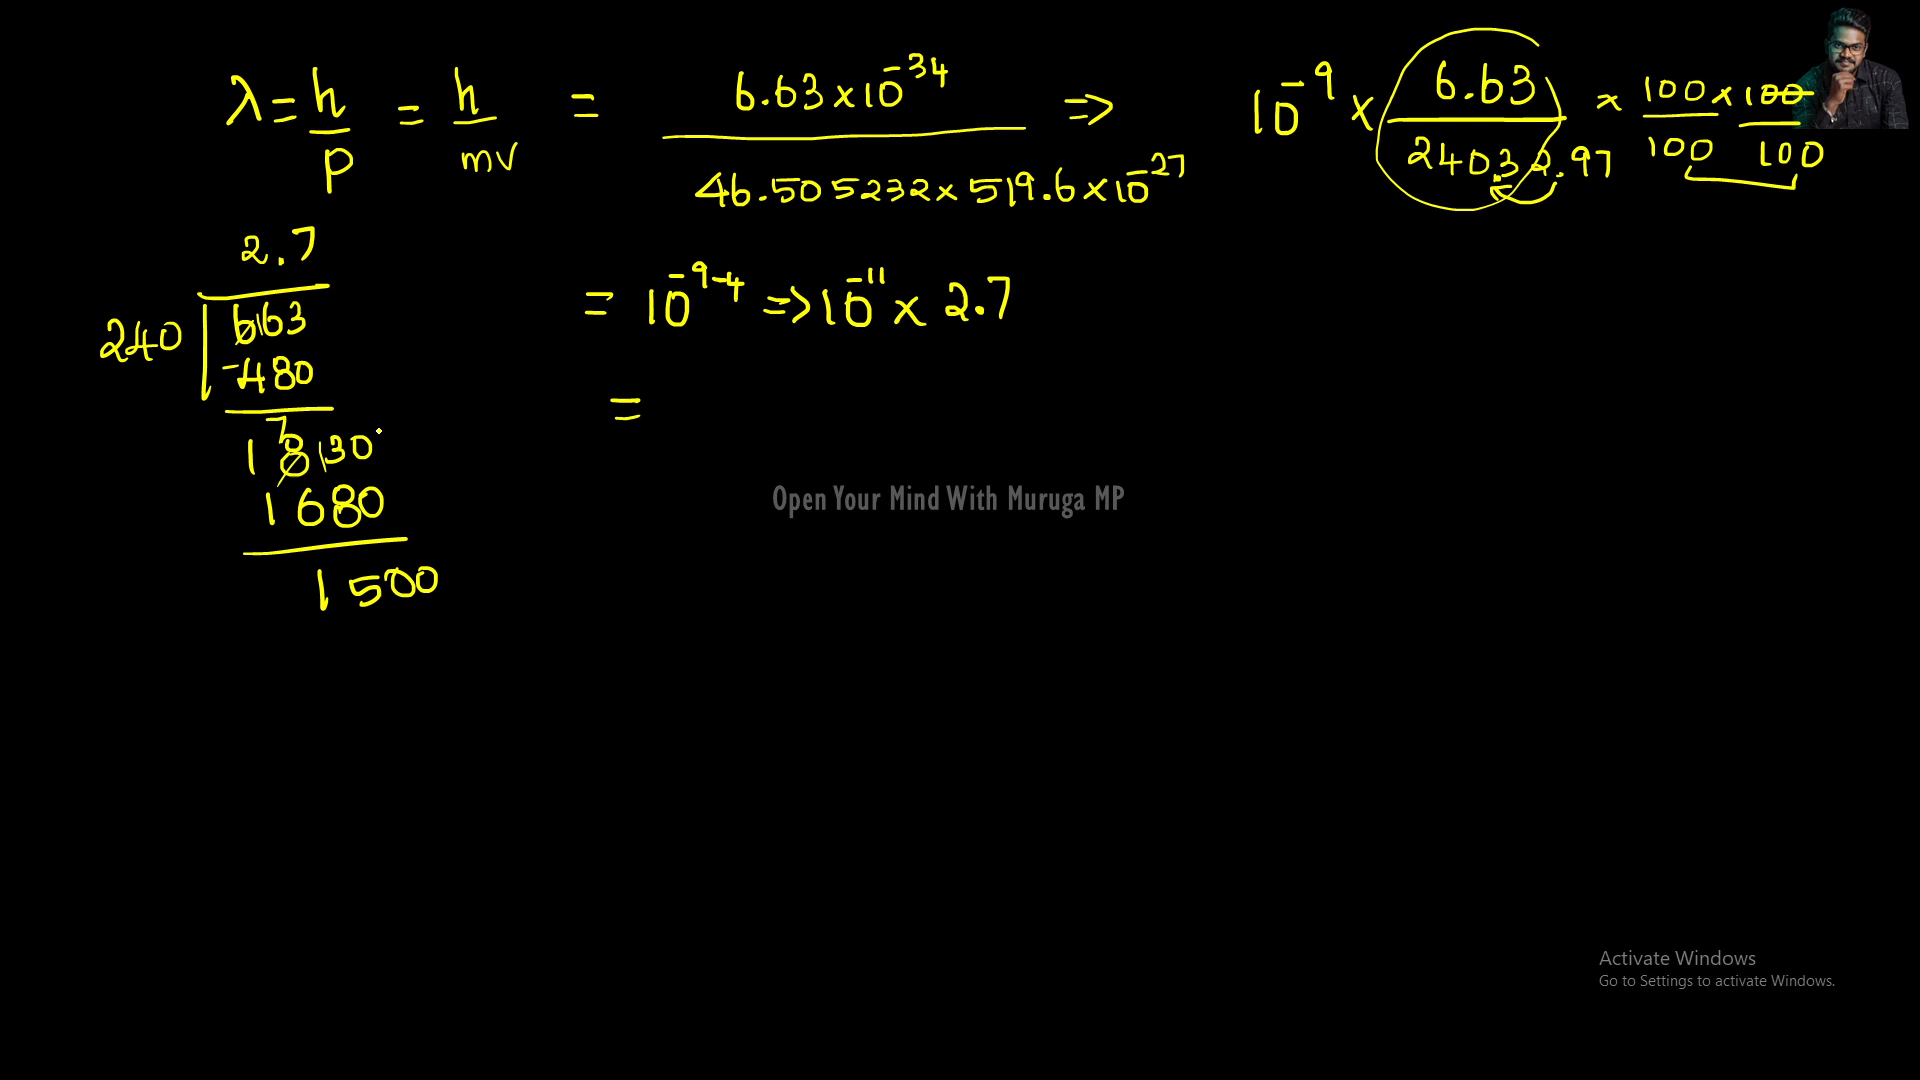 λ = h/p = h/mv = 6.63×10⁻³⁴ / 46.505232×519.6×10⁻²⁷ => 10⁻⁹ × 6.63/24032.97 × 100/100 × 100/100
2.7
240 663
-480
= 10⁻⁹⁻⁴ => 10⁻¹¹ × 2.7
=
7
18130
1680
1500
Open Your Mind With Muruga MP
Activate Windows
Go to Settings to activate Windows.